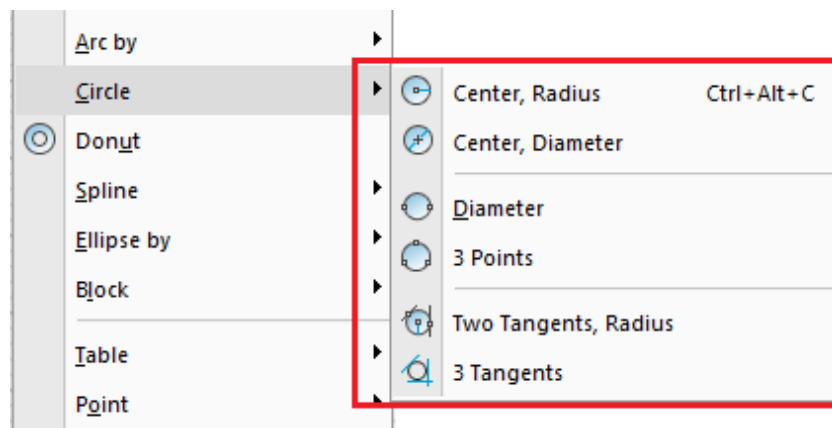 Arc by
Circle
Donut
Spline
Ellipse by
Block
Table
Point
Center, Radius Ctrl+Alt+C
Center, Diameter
Diameter
3 Points
Two Tangents, Radius
3 Tangents